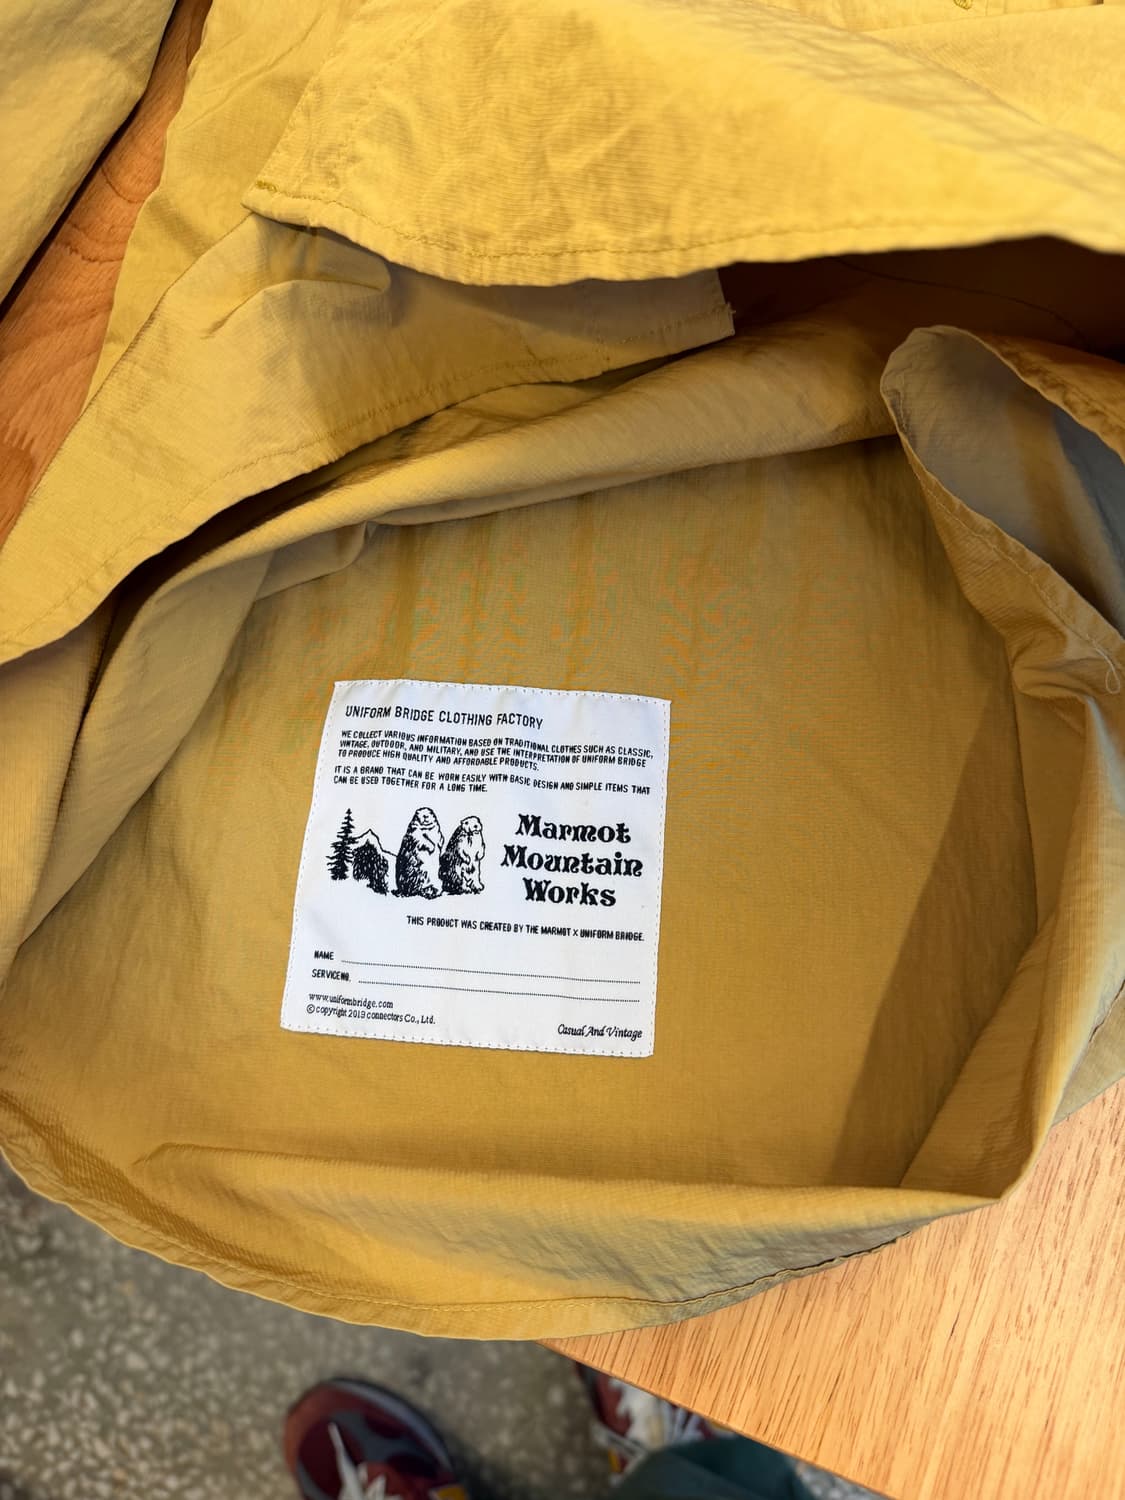 UNIFORM BRIDGE CLOTHING FACTORY
WE COLLECT VARIOUS INFORMATION BASED ON TRADITIONAL CLOTHES SUCH AS CLASSIC,
VINTAGE, OUTDOOR, AND MILITARY, AND USE THE INTERPRETATION OF UNIFORM BRIDGE
TO PRODUCE HIGH QUALITY AND AFFORDABLE PRODUCTS.
IT IS A BRAND THAT CAN BE WORN EASILY WITH BASIC DESIGN AND SIMPLE ITEMS THAT
CAN BE USED TOGETHER FOR A LONG TIME.
Marmot
Mountain
Works
THIS PRODUCT WAS CREATED BY THE MARMOT X UNIFORM BRIDGE.
NAME
SERVICE NO.
www.uniformbridge.com
© copyright 2019 connectors Co., Ltd.
Casual And Vintage